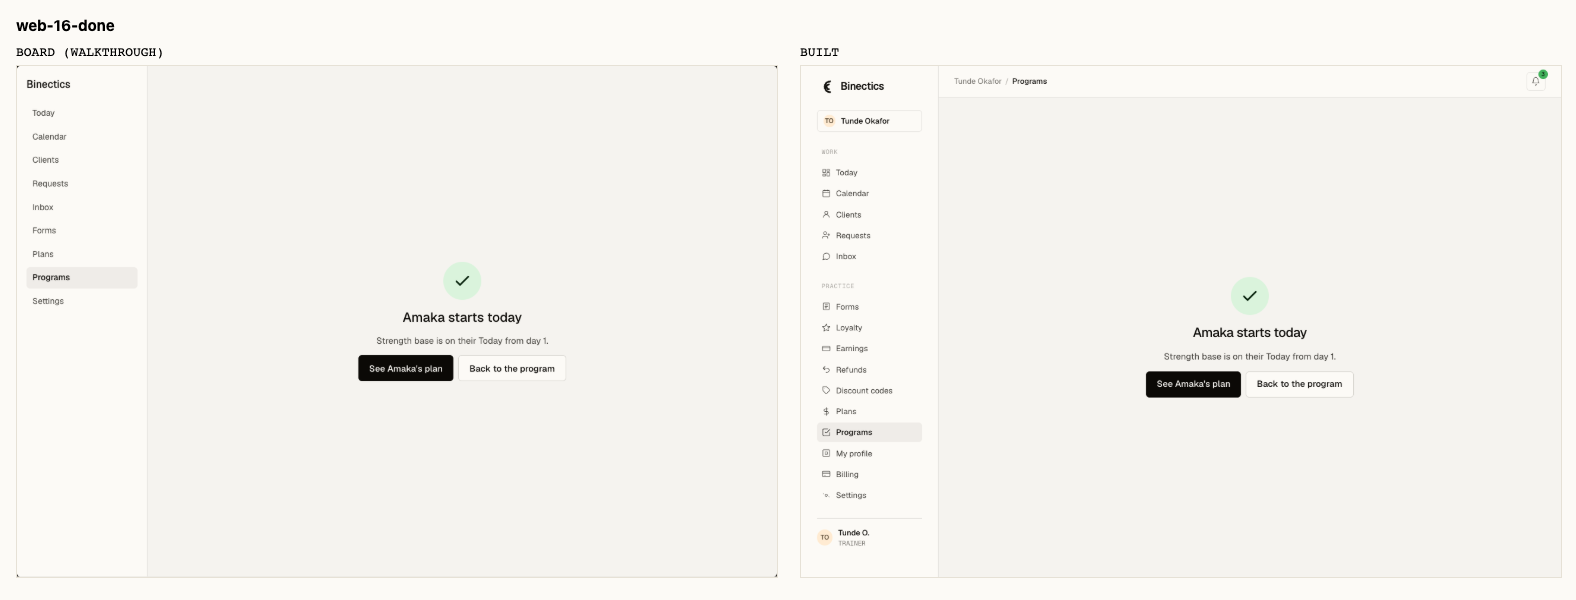 web-16-done
BOARD (WALKTHROUGH)
Binectics
Today
Calendar
Clients
Requests
Inbox
Forms
Plans
Programs
Settings
Amaka starts today
Strength base is on their Today from day 1.
See Amaka's plan
Back to the program
BUILT
Binectics
TO Tunde Okafor
WORK
Today
Calendar
Clients
Requests
Inbox
PRACTICE
Forms
Loyalty
Earnings
Refunds
Discount codes
Plans
Programs
My profile
Billing
Settings
TO
Tunde O.
TRAINER
Tunde Okafor / Programs
3
Amaka starts today
Strength base is on their Today from day 1.
See Amaka's plan
Back to the program